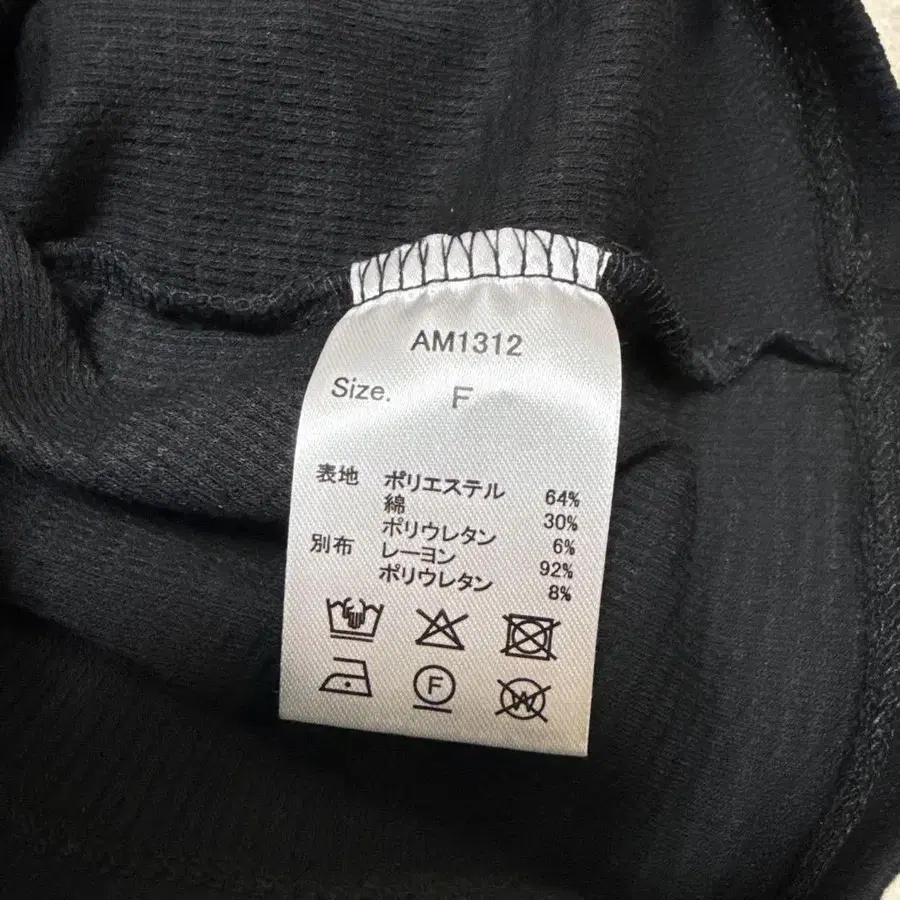 AM1312
Size. F
表地 ポリエステル 64%
綿 30%
ポリウレタン 6%
別布 レーヨン 92%
ポリウレタン 8%
F W